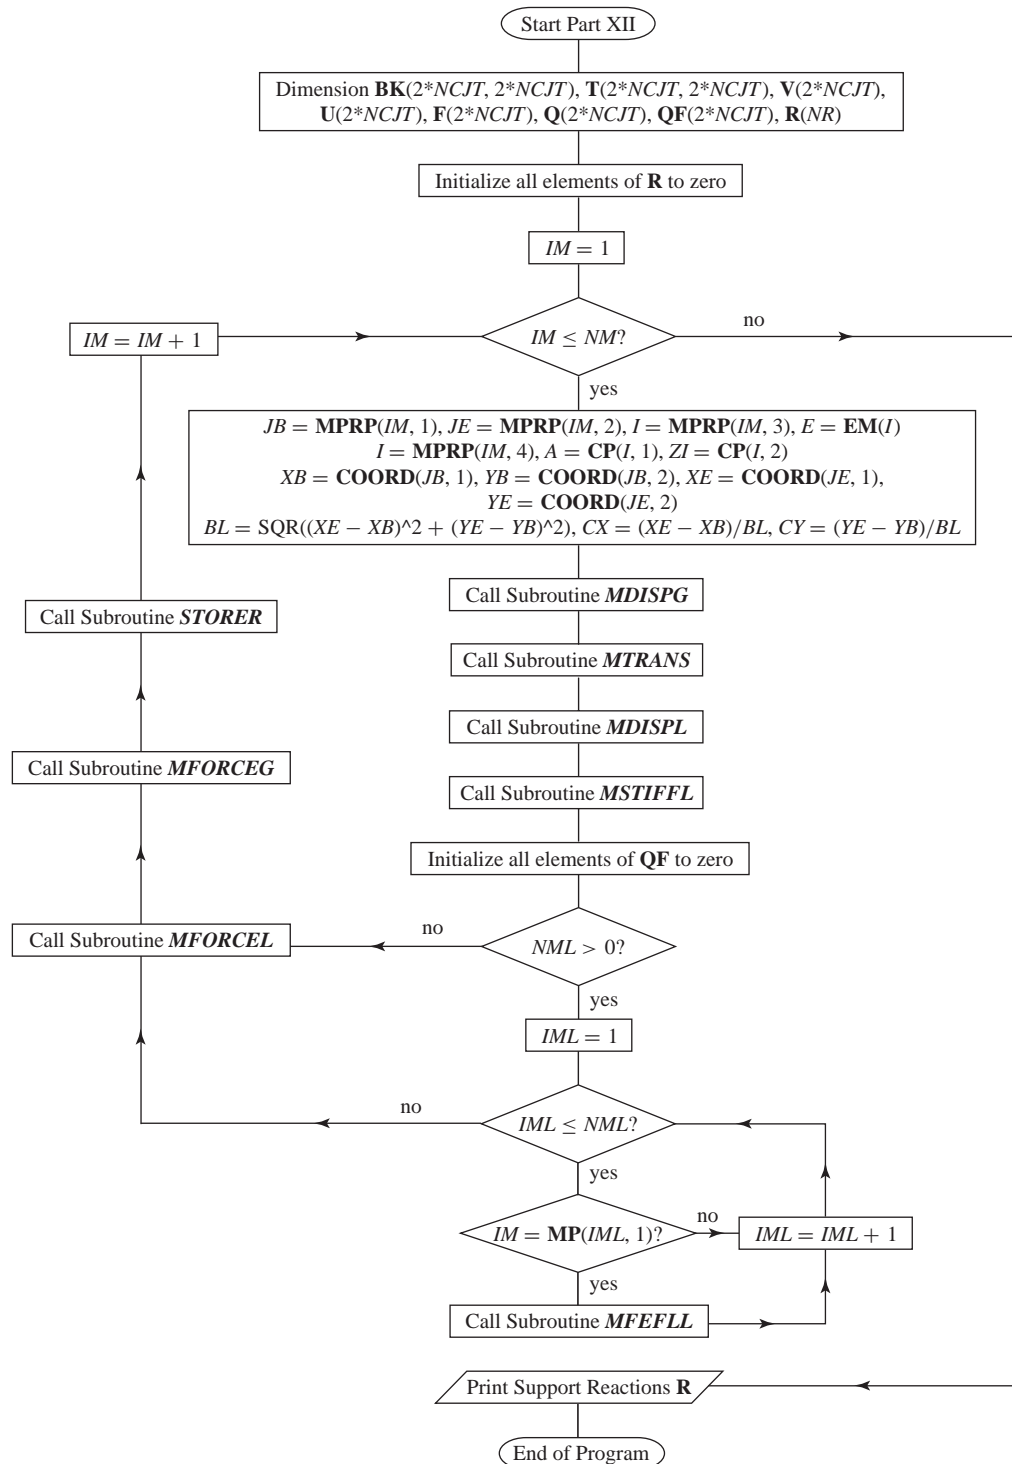 Start Part XII
Dimension BK(2*NCJT, 2*NCJT), T(2*NCJT, 2*NCJT), V(2*NCJT),
U(2*NCJT), F(2*NCJT), Q(2*NCJT), QF(2*NCJT), R(NR)
Initialize all elements of R to zero
IM = 1
IM = IM + 1
IM ≤ NM?
no
yes
JB = MPRP(IM, 1), JE = MPRP(IM, 2), I = MPRP(IM, 3), E = EM(I)
I = MPRP(IM, 4), A = CP(I, 1), ZI = CP(I, 2)
XB = COORD(JB, 1), YB = COORD(JB, 2), XE = COORD(JE, 1),
YE = COORD(JE, 2)
BL = SQR((XE − XB)^2 + (YE − YB)^2), CX = (XE − XB)/BL, CY = (YE − YB)/BL
Call Subroutine MDISPG
Call Subroutine STORER
Call Subroutine MTRANS
Call Subroutine MDISPL
Call Subroutine MFORCEG
Call Subroutine MSTIFFL
Initialize all elements of QF to zero
Call Subroutine MFORCEL
no
NML > 0?
yes
IML = 1
no
IML ≤ NML?
yes
IM = MP(IML, 1)?
no
IML = IML + 1
yes
Call Subroutine MFEFLL
Print Support Reactions R
End of Program